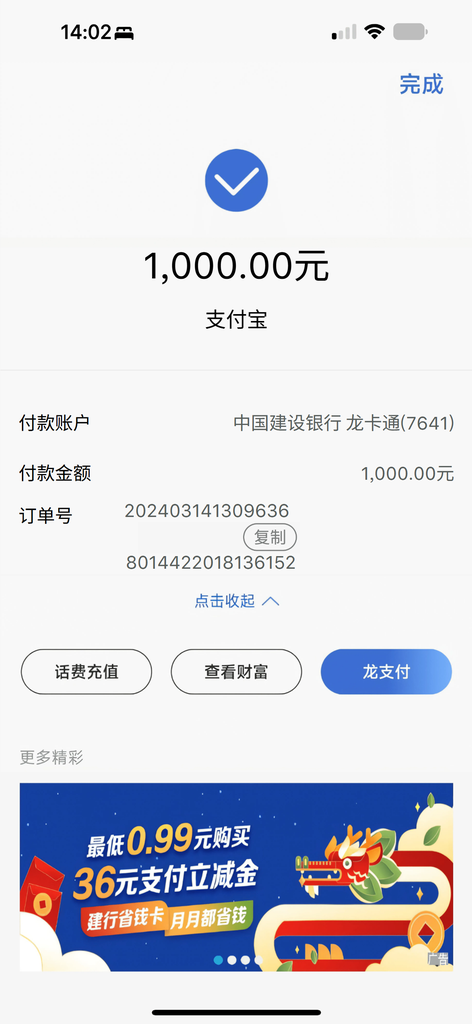 14:02
完成
1,000.00元
支付宝
付款账户 中国建设银行 龙卡通(7641)
付款金额 1,000.00元
订单号 202403141309636
复制
8014422018136152
点击收起
话费充值 查看财富 龙支付
更多精彩
最低0.99元购买
36元支付立减金
建行省钱卡 月月都省钱
广告